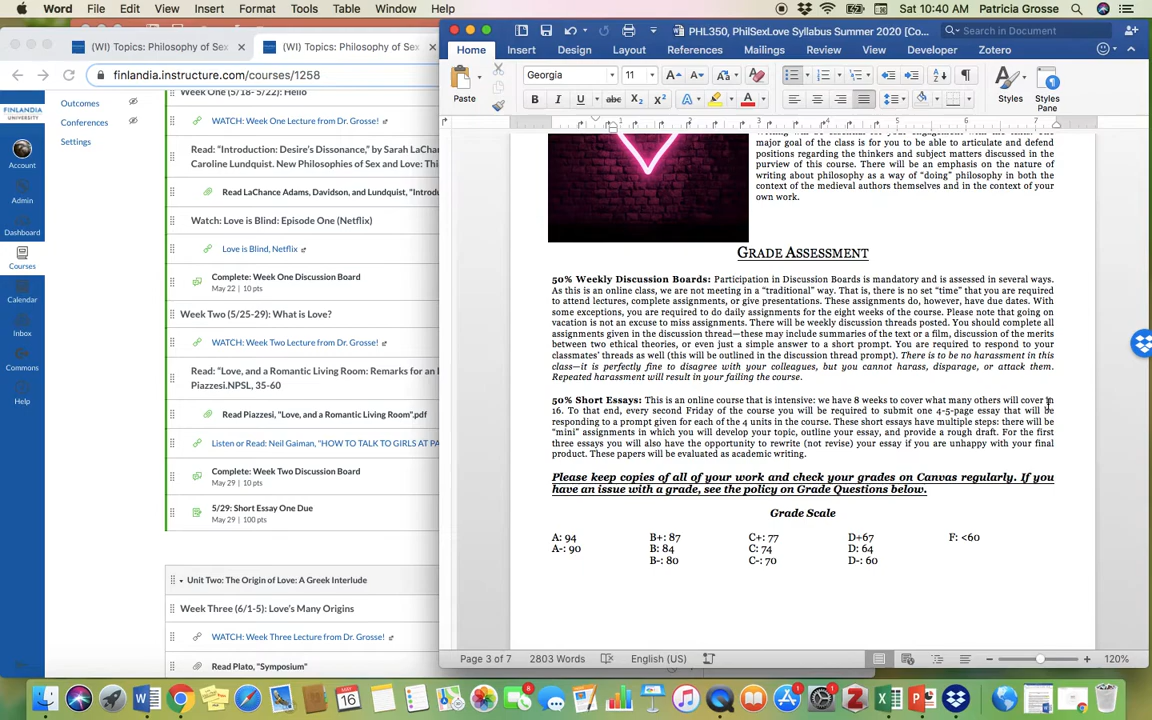 Word File Edit View Insert Format Tools Table Window Help
Sat 10:40 AM Patricia Grosse
(WI) Topics: Philosophy of Sex
(WI) Topics: Philosophy of Sex
finlandia.instructure.com/courses/1258
FINLANDIA
UNIVERSITY
Account
Admin
Dashboard
Courses
Calendar
Inbox
Commons
Help
Outcomes
Conferences
Settings
Week One (5/18- 5/22): Hello
WATCH: Week One Lecture from Dr. Grosse!
Read: "Introduction: Desire's Dissonance," by Sarah LaCh
Caroline Lundquist. New Philosophies of Sex and Love: Th
Read LaChance Adams, Davidson, and Lundquist, "Introdu
Watch: Love is Blind: Episode One (Netflix)
Love is Blind, Netflix
Complete: Week One Discussion Board
May 22 | 10 pts
Week Two (5/25-29): What is Love?
WATCH: Week Two Lecture from Dr. Grosse!
Read: "Love, and a Romantic Living Room: Remarks for an
Piazzesi.NPSL, 35-60
Read Piazzesi, "Love, and a Romantic Living Room".pdf
Listen or Read: Neil Gaiman, "HOW TO TALK TO GIRLS AT PA
Complete: Week Two Discussion Board
May 29 | 10 pts
5/29: Short Essay One Due
May 29 | 100 pts
Unit Two: The Origin of Love: A Greek Interlude
Week Three (6/1-5): Love's Many Origins
WATCH: Week Three Lecture from Dr. Grosse!
Read Plato, "Symposium"
PHL350, PhilSexLove Syllabus Summer 2020 [Co...
Search in Document
Home Insert Design Layout References Mailings Review View Developer Zotero
Paste
Georgia 11
Styles
Styles
Pane
major goal of the class is for you to be able to articulate and defend
positions regarding the thinkers and subject matters discussed in the
purview of this course. There will be an emphasis on the nature of
writing about philosophy as a way of "doing" philosophy in both the
context of the medieval authors themselves and in the context of your
own work.
GRADE ASSESSMENT
50% Weekly Discussion Boards: Participation in Discussion Boards is mandatory and is assessed in several ways.
As this is an online class, we are not meeting in a "traditional" way. That is, there is no set "time" that you are required
to attend lectures, complete assignments, or give presentations. These assignments do, however, have due dates. With
some exceptions, you are required to do daily assignments for the eight weeks of the course. Please note that going on
vacation is not an excuse to miss assignments. There will be weekly discussion threads posted. You should complete all
assignments given in the discussion thread—these may include summaries of the text or a film, discussion of the merits
between two ethical theories, or even just a simple answer to a short prompt. You are required to respond to your
classmates' threads as well (this will be outlined in the discussion thread prompt). There is to be no harassment in this
class—it is perfectly fine to disagree with your colleagues, but you cannot harass, disparage, or attack them.
Repeated harassment will result in your failing the course.
50% Short Essays: This is an online course that is intensive: we have 8 weeks to cover what many others will cover in
16. To that end, every second Friday of the course you will be required to submit one 4-5-page essay that will be
responding to a prompt given for each of the 4 units in the course. These short essays have multiple steps: there will be
"mini" assignments in which you will develop your topic, outline your essay, and provide a rough draft. For the first
three essays you will also have the opportunity to rewrite (not revise) your essay if you are unhappy with your final
product. These papers will be evaluated as academic writing.
Please keep copies of all of your work and check your grades on Canvas regularly. If you
have an issue with a grade, see the policy on Grade Questions below.
Grade Scale
A: 94 B+: 87 C+: 77 D+67 F: <60
A-: 90 B: 84 C: 74 D: 64
B-: 80 C-: 70 D-: 60
Page 3 of 7 2803 Words English (US) 120%